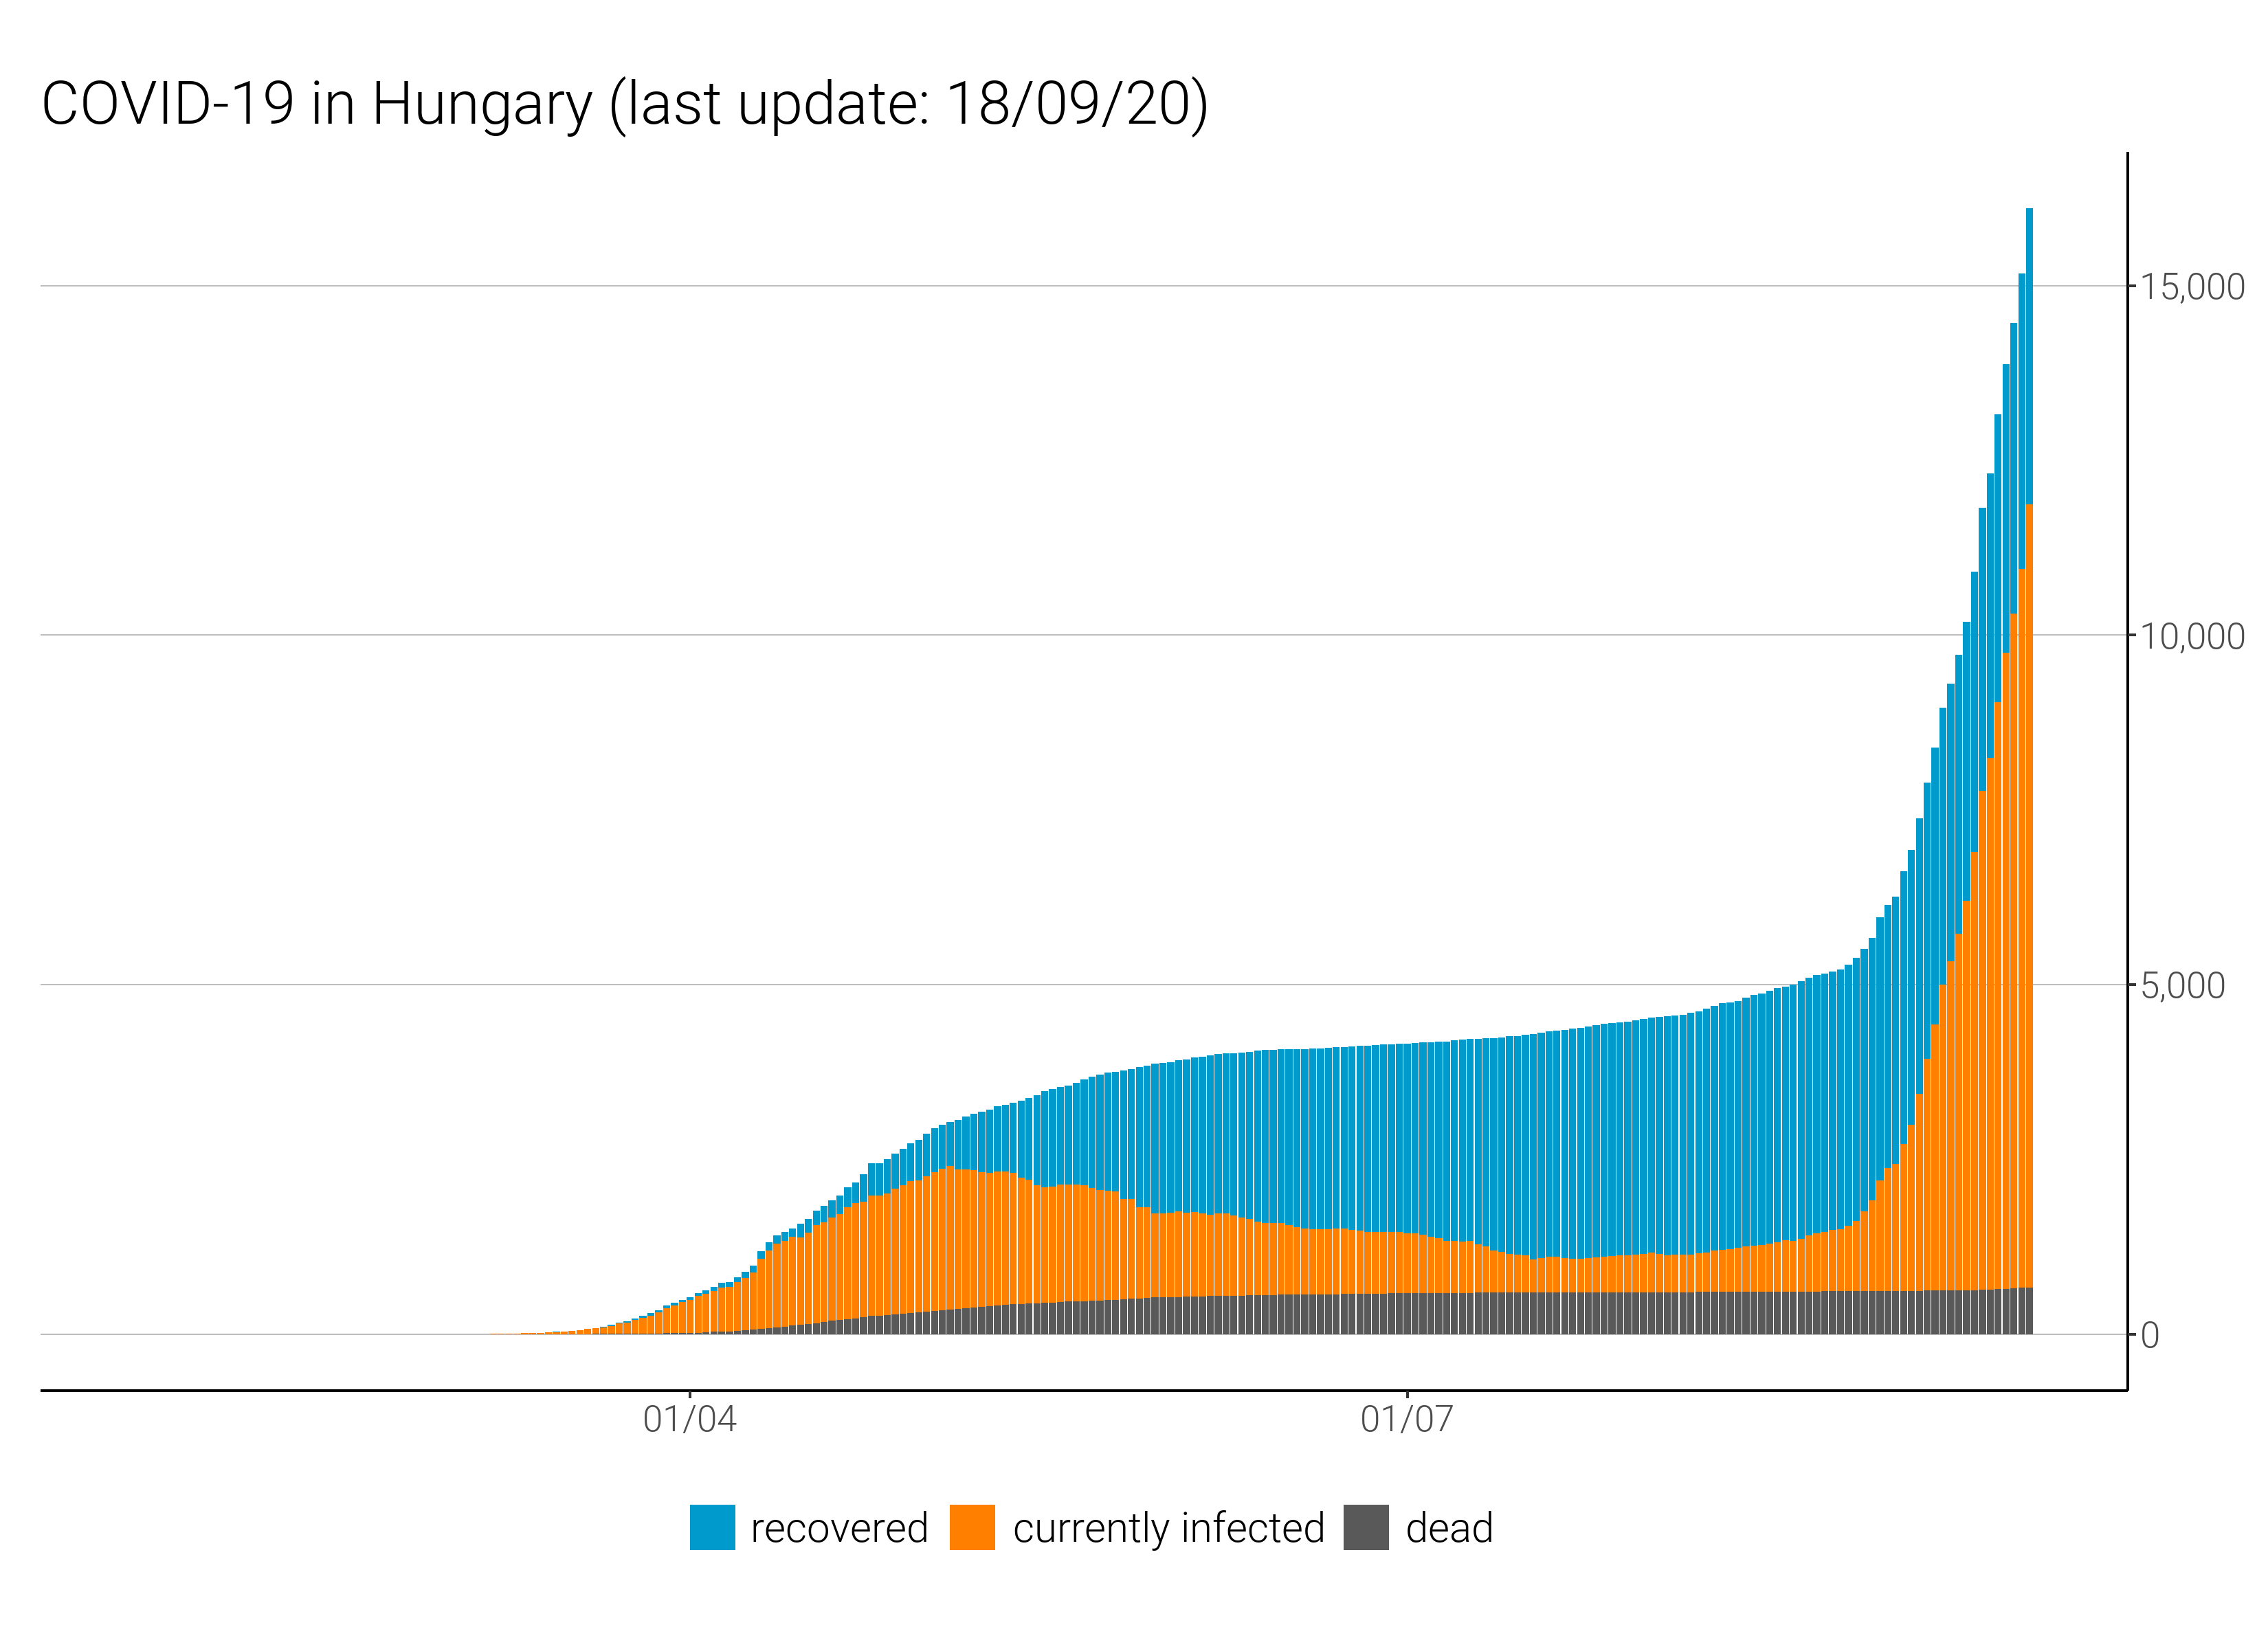 COVID-19 in Hungary (last update: 18/09/20)
15,000
10,000
5,000
0
01/04 01/07
recovered currently infected dead